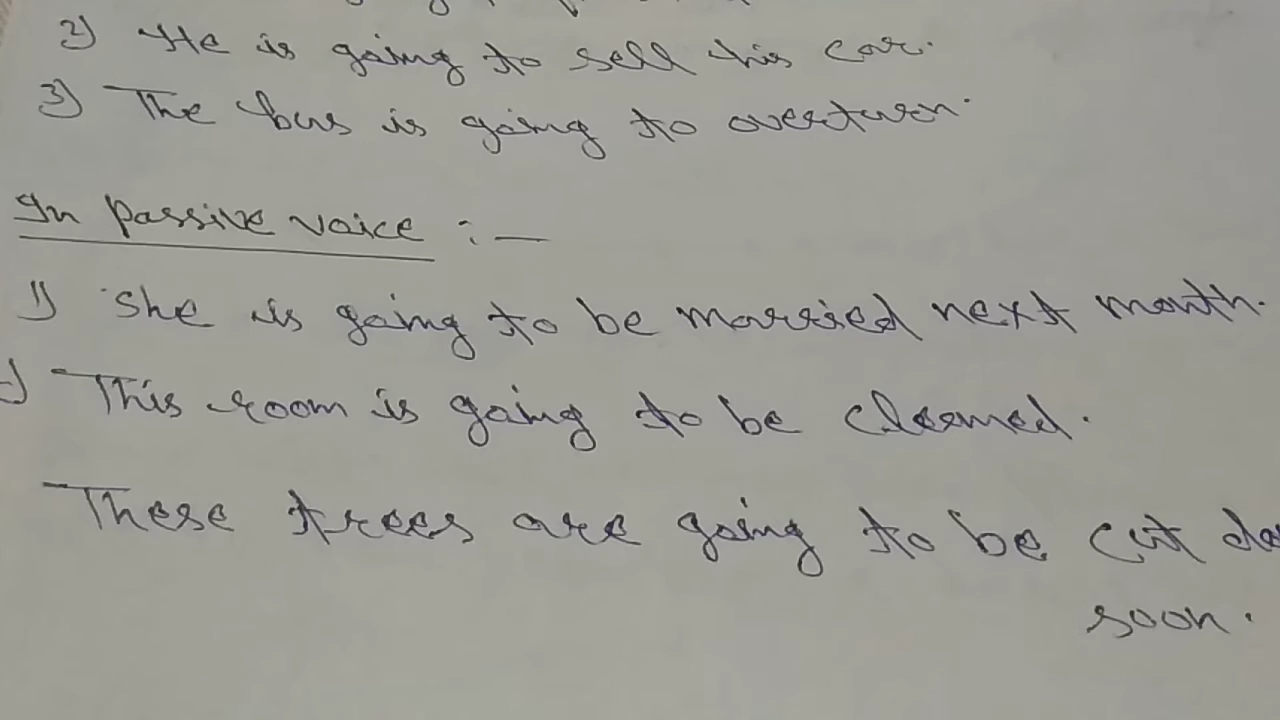 2) He is going to sell his car.
3) The bus is going to overturn.
In passive voice :-
1) She is going to be married next month.
This room is going to be cleaned.
These trees are going to be cut
soon.